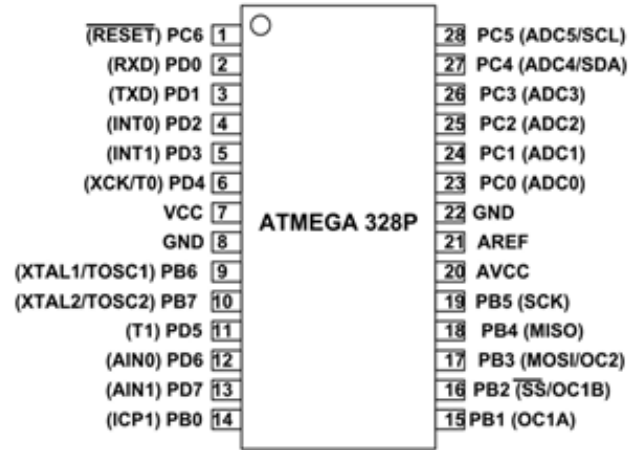 (RESET) PC6 1
(RXD) PD0 2
(TXD) PD1 3
(INT0) PD2 4
(INT1) PD3 5
(XCK/T0) PD4 6
VCC 7
GND 8
(XTAL1/TOSC1) PB6 9
(XTAL2/TOSC2) PB7 10
(T1) PD5 11
(AIN0) PD6 12
(AIN1) PD7 13
(ICP1) PB0 14
ATMEGA 328P
28 PC5 (ADC5/SCL)
27 PC4 (ADC4/SDA)
26 PC3 (ADC3)
25 PC2 (ADC2)
24 PC1 (ADC1)
23 PC0 (ADC0)
22 GND
21 AREF
20 AVCC
19 PB5 (SCK)
18 PB4 (MISO)
17 PB3 (MOSI/OC2)
16 PB2 (SS/OC1B)
15 PB1 (OC1A)